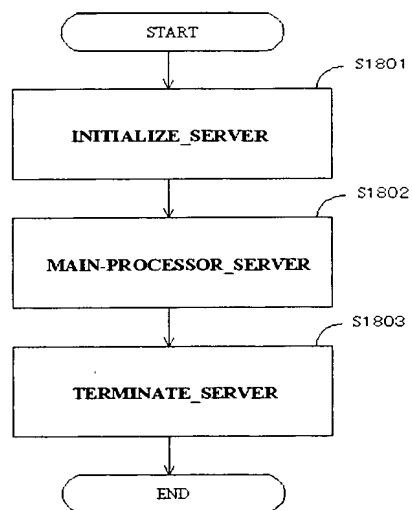 START
S1801
INITIALIZE_SERVER
S1802
MAIN-PROCESSOR_SERVER
S1803
TERMINATE_SERVER
END